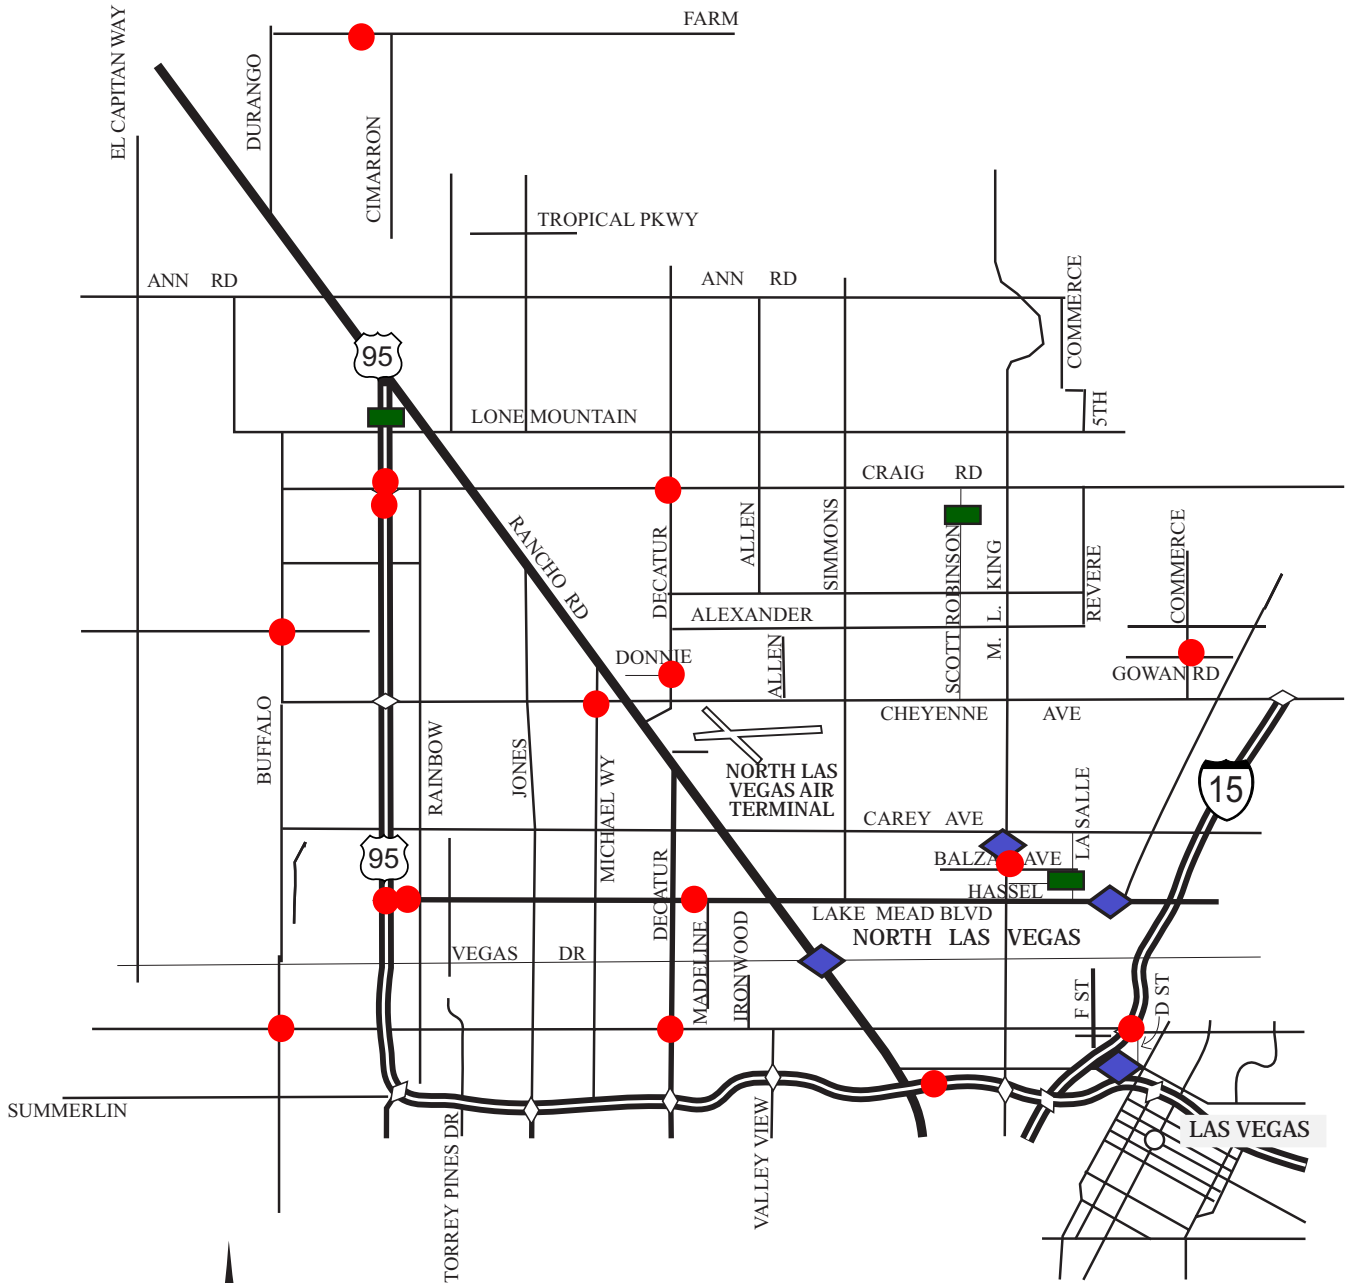 FARM
EL CAPITAN WAY
DURANGO
CIMARRON
TROPICAL PKWY
ANN RD
ANN RD
COMMERCE
95
LONE MOUNTAIN
5TH
CRAIG RD
RANCHO RD
DECATUR
ALLEN
SIMMONS
SCOTT ROBINSON
M. L. KING
REVERE
COMMERCE
ALEXANDER
DONNIE
ALLEN
GOWAN RD
CHEYENNE AVE
BUFFALO
RAINBOW
JONES
MICHAEL WY
NORTH LAS
VEGAS AIR
TERMINAL
LA SALLE
15
CAREY AVE
95
DECATUR
BALZA AVE
HASSEL
LAKE MEAD BLVD
NORTH LAS VEGAS
VEGAS DR
MADELINE
IRONWOOD
F ST
D ST
SUMMERLIN
TORREY PINES DR
VALLEY VIEW
LAS VEGAS